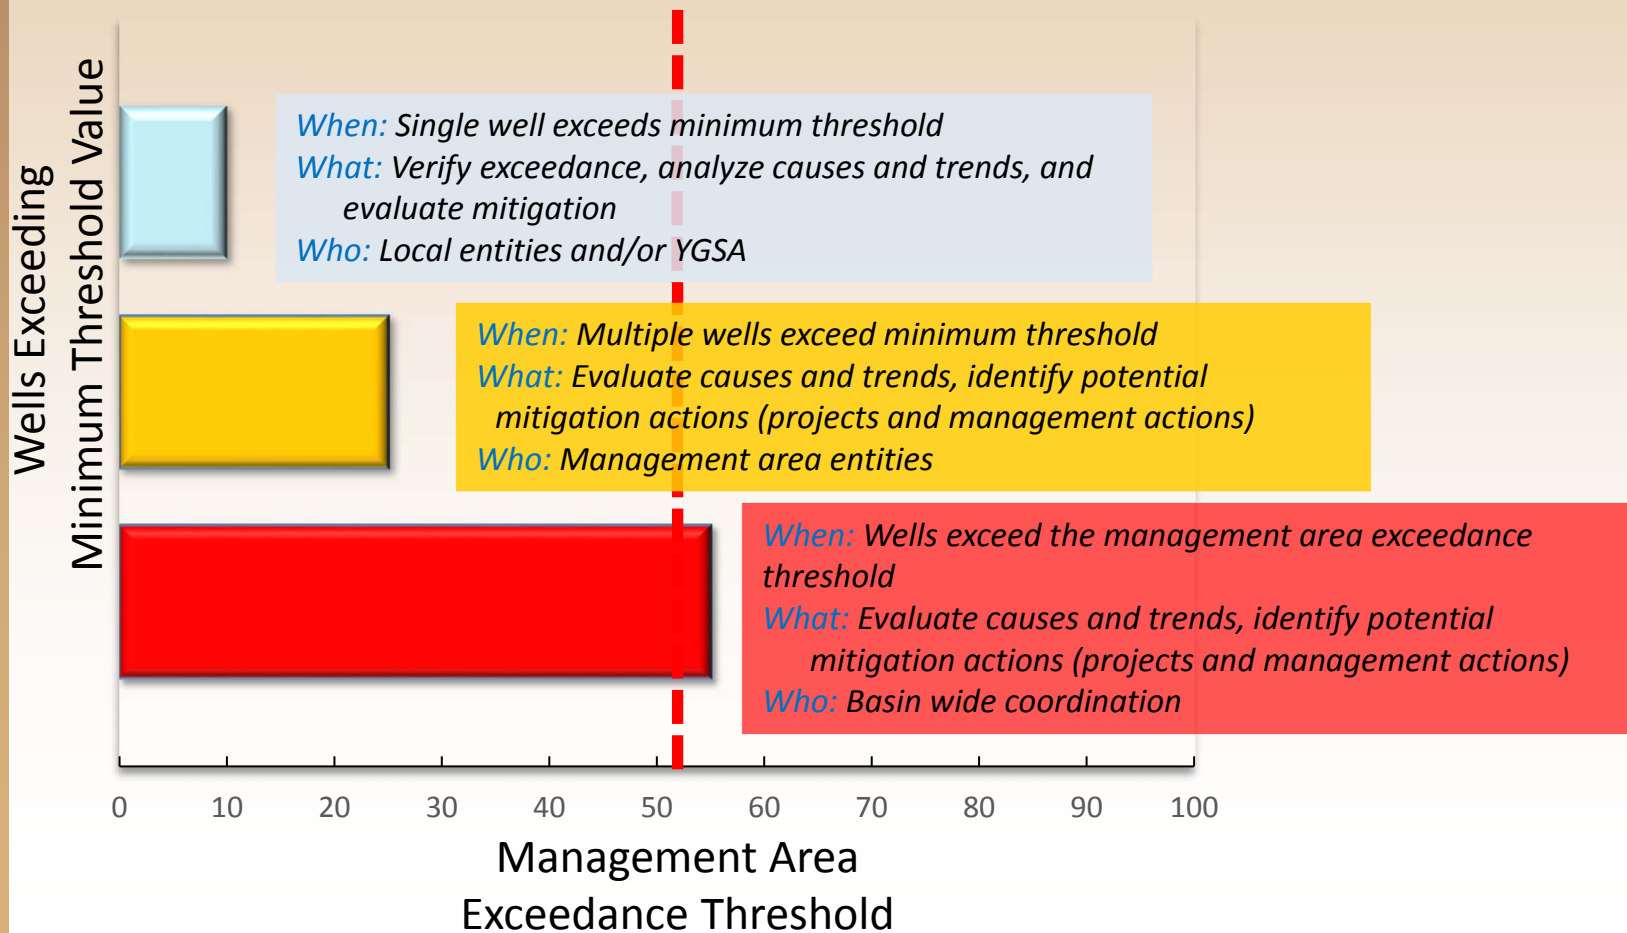 Wells Exceeding
Minimum Threshold Value
When: Single well exceeds minimum threshold
What: Verify exceedance, analyze causes and trends, and
evaluate mitigation
Who: Local entities and/or YGSA
When: Multiple wells exceed minimum threshold
What: Evaluate causes and trends, identify potential
mitigation actions (projects and management actions)
Who: Management area entities
When: Wells exceed the management area exceedance
threshold
What: Evaluate causes and trends, identify potential
mitigation actions (projects and management actions)
Who: Basin wide coordination
0 10 20 30 40 50 60 70 80 90 100
Management Area
Exceedance Threshold